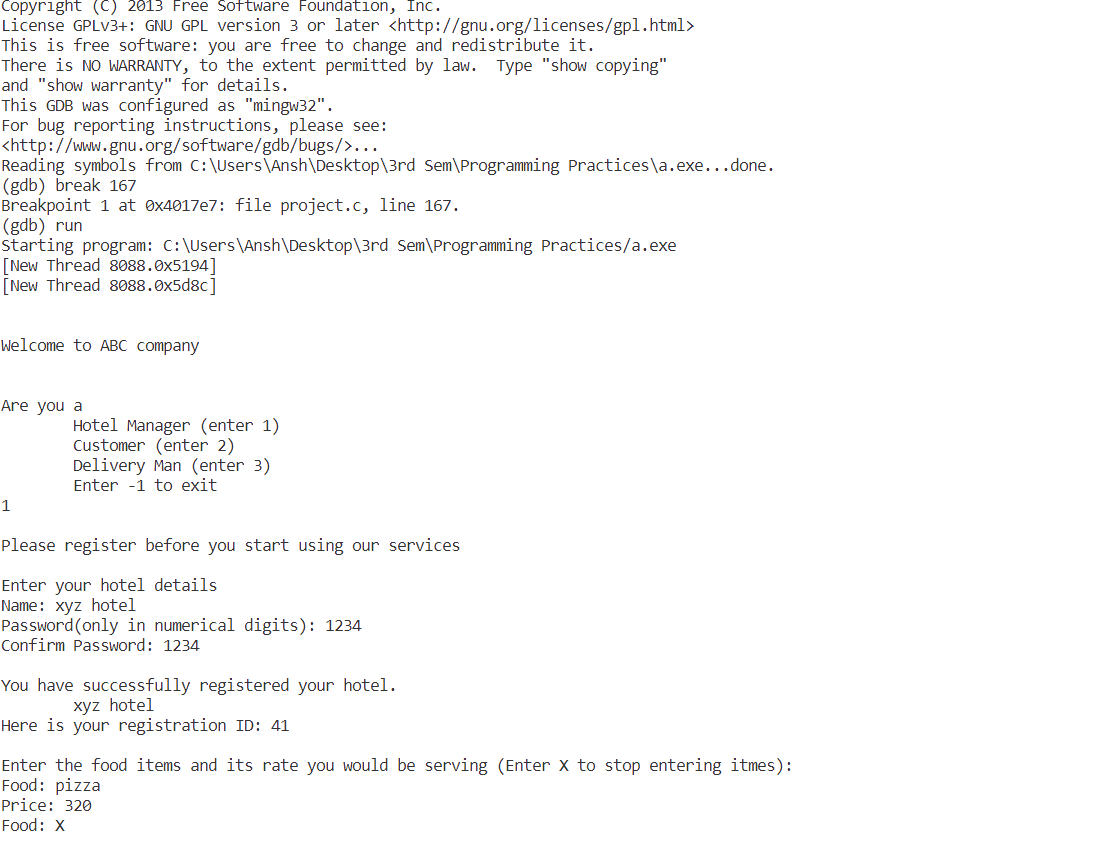 Copyright (C) 2013 Free Software Foundation, Inc.
License GPLv3+: GNU GPL version 3 or later <http://gnu.org/licenses/gpl.html>
This is free software: you are free to change and redistribute it.
There is NO WARRANTY, to the extent permitted by law.  Type "show copying"
and "show warranty" for details.
This GDB was configured as "mingw32".
For bug reporting instructions, please see:
<http://www.gnu.org/software/gdb/bugs/>...
Reading symbols from C:\Users\Ansh\Desktop\3rd Sem\Programming Practices\a.exe...done.
(gdb) break 167
Breakpoint 1 at 0x4017e7: file project.c, line 167.
(gdb) run
Starting program: C:\Users\Ansh\Desktop\3rd Sem\Programming Practices/a.exe
[New Thread 8088.0x5194]
[New Thread 8088.0x5d8c]
Welcome to ABC company
Are you a
Hotel Manager (enter 1)
Customer (enter 2)
Delivery Man (enter 3)
Enter -1 to exit
1
Please register before you start using our services
Enter your hotel details
Name: xyz hotel
Password(only in numerical digits): 1234
Confirm Password: 1234
You have successfully registered your hotel.
xyz hotel
Here is your registration ID: 41
Enter the food items and its rate you would be serving (Enter X to stop entering itmes):
Food: pizza
Price: 320
Food: X